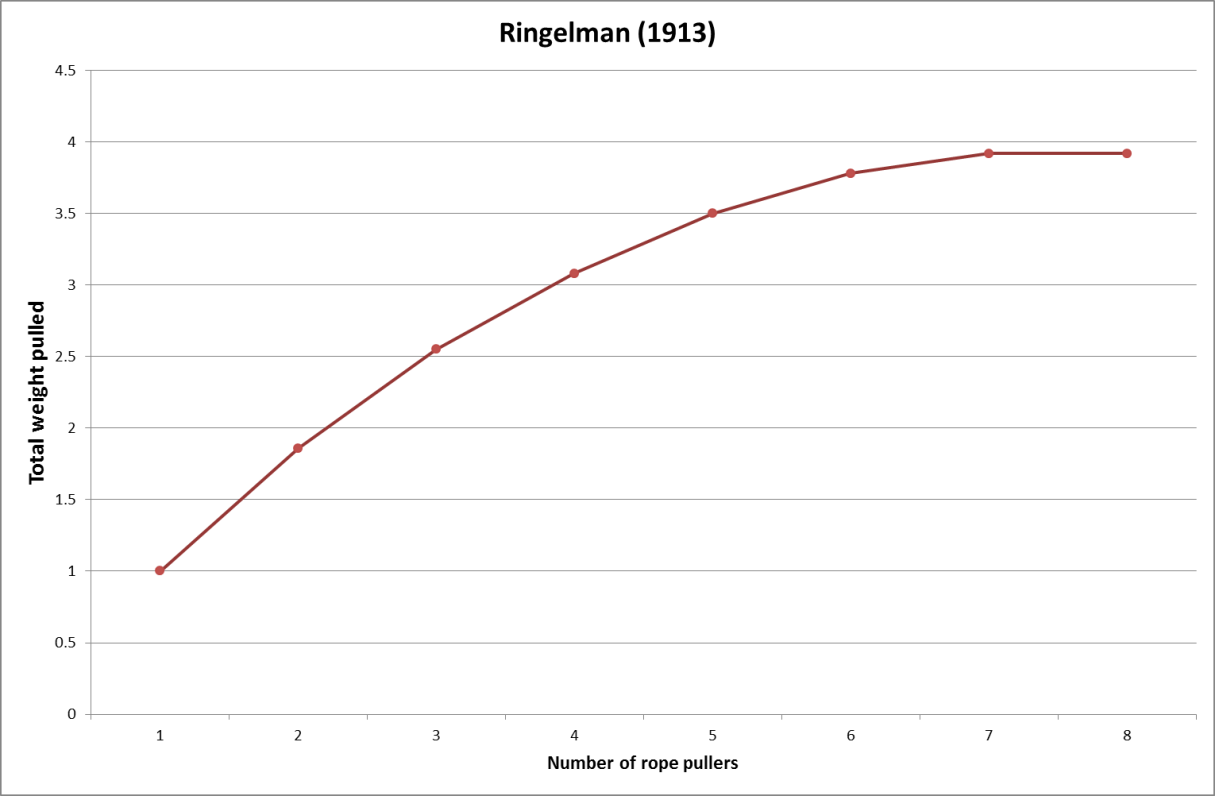 Ringelman (1913)
4.5
4
3.5
3
2.5
2
1.5
1
0.5
0
Total weight pulled
1 2 3 4 5 6 7 8
Number of rope pullers